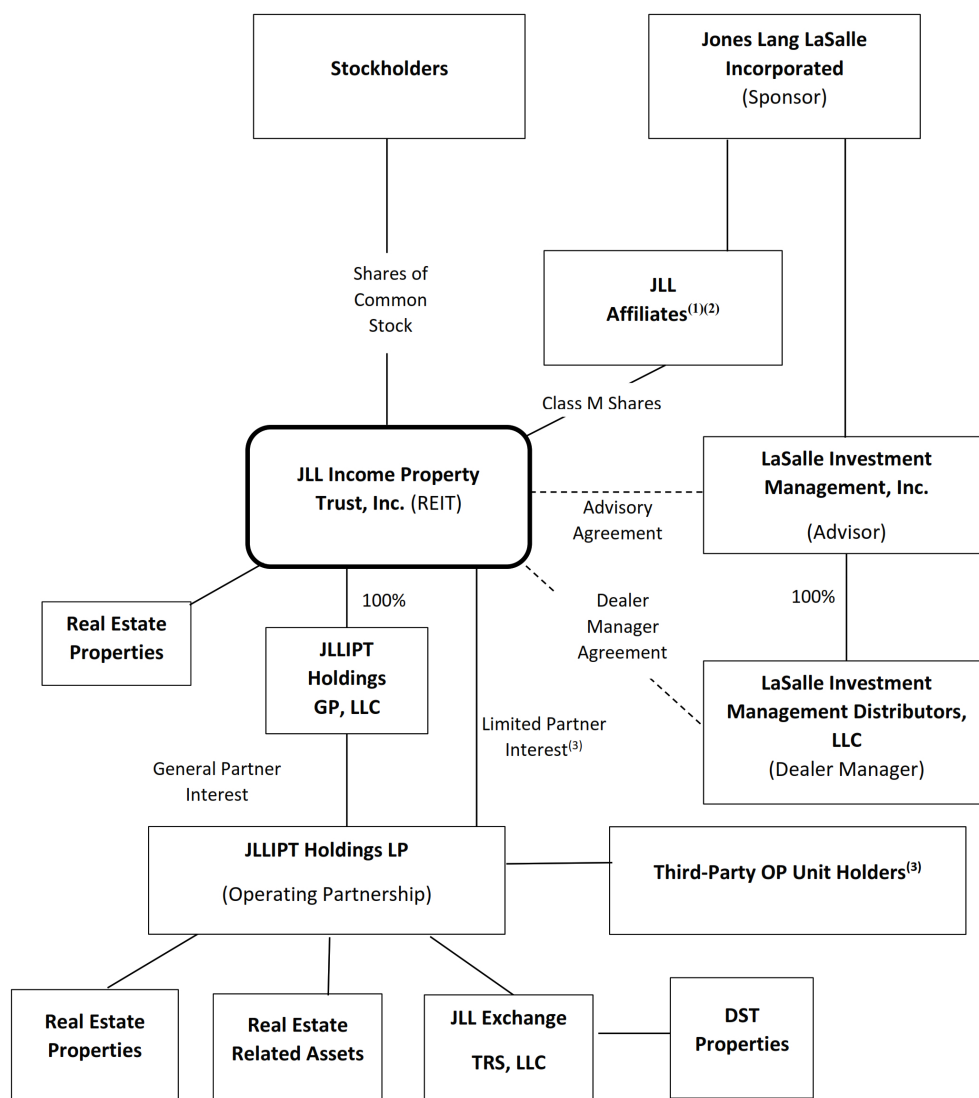 Stockholders
Jones Lang LaSalle
Incorporated
(Sponsor)
Shares of
Common
Stock
JLL
Affiliates(1)(2)
Class M Shares
JLL Income Property
Trust, Inc. (REIT)
Advisory
Agreement
LaSalle Investment
Management, Inc.
(Advisor)
100%
Dealer
Manager
Agreement
100%
Real Estate
Properties
JLLIPT
Holdings
GP, LLC
Limited Partner
Interest(3)
LaSalle Investment
Management Distributors,
LLC
(Dealer Manager)
General Partner
Interest
JLLIPT Holdings LP
(Operating Partnership)
Third-Party OP Unit Holders(3)
Real Estate
Properties
Real Estate
Related Assets
JLL Exchange
TRS, LLC
DST
Properties